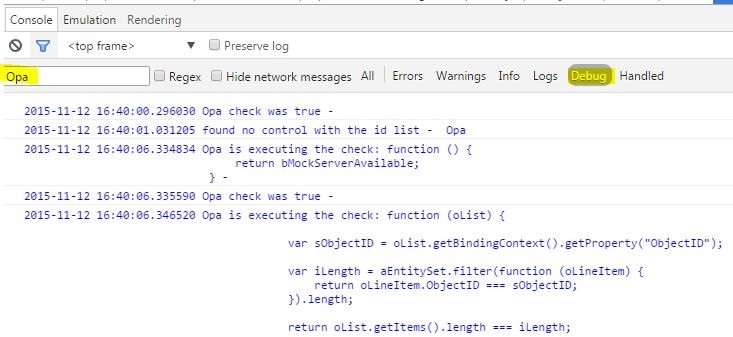 Console Emulation Rendering
<top frame> ▼ Preserve log
Opa Regex Hide network messages All Errors Warnings Info Logs Debug Handled
2015-11-12 16:40:00.296030 Opa check was true -
2015-11-12 16:40:01.031205 found no control with the id list -  Opa
2015-11-12 16:40:06.334834 Opa is executing the check: function () {
return bMockServerAvailable;
} -
2015-11-12 16:40:06.335590 Opa check was true -
2015-11-12 16:40:06.346520 Opa is executing the check: function (oList) {
var sObjectID = oList.getBindingContext().getProperty("ObjectID");
var iLength = aEntitySet.filter(function (oLineItem) {
return oLineItem.ObjectID === sObjectID;
}).length;
return oList.getItems().length === iLength;